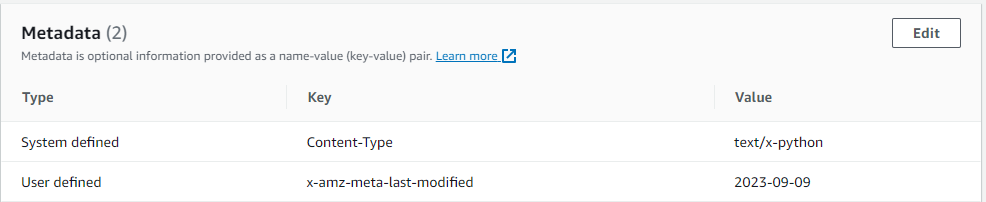 Metadata (2)
Edit
Metadata is optional information provided as a name-value (key-value) pair. Learn more
Type Key Value
System defined Content-Type text/x-python
User defined x-amz-meta-last-modified 2023-09-09